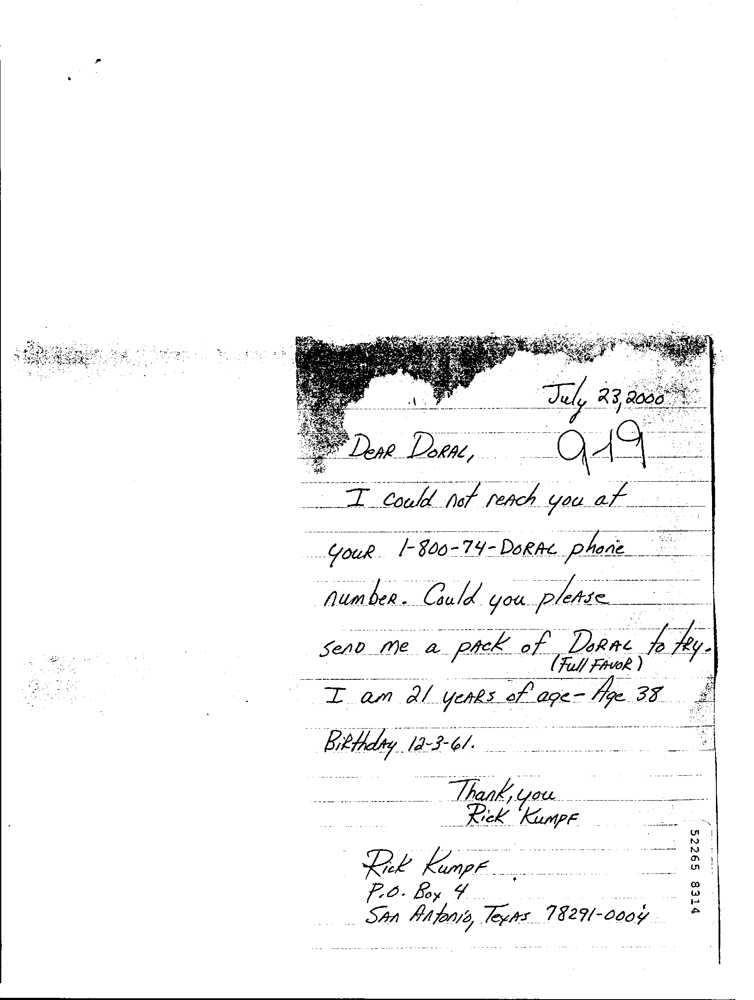 July 23, 2000
919
Dear Doral,
I could not reach you at
your 1-800-74-Doral phone
number. Could you please
send me a pack of Doral to try.
(Full Favor)
I am 21 years of age - Age 38
Birthday 12-3-61.
Thank, you
Rick Kumpf
Rick Kumpf
P.O. Box 4
San Antonio, Texas 78291-0004
52265 8314